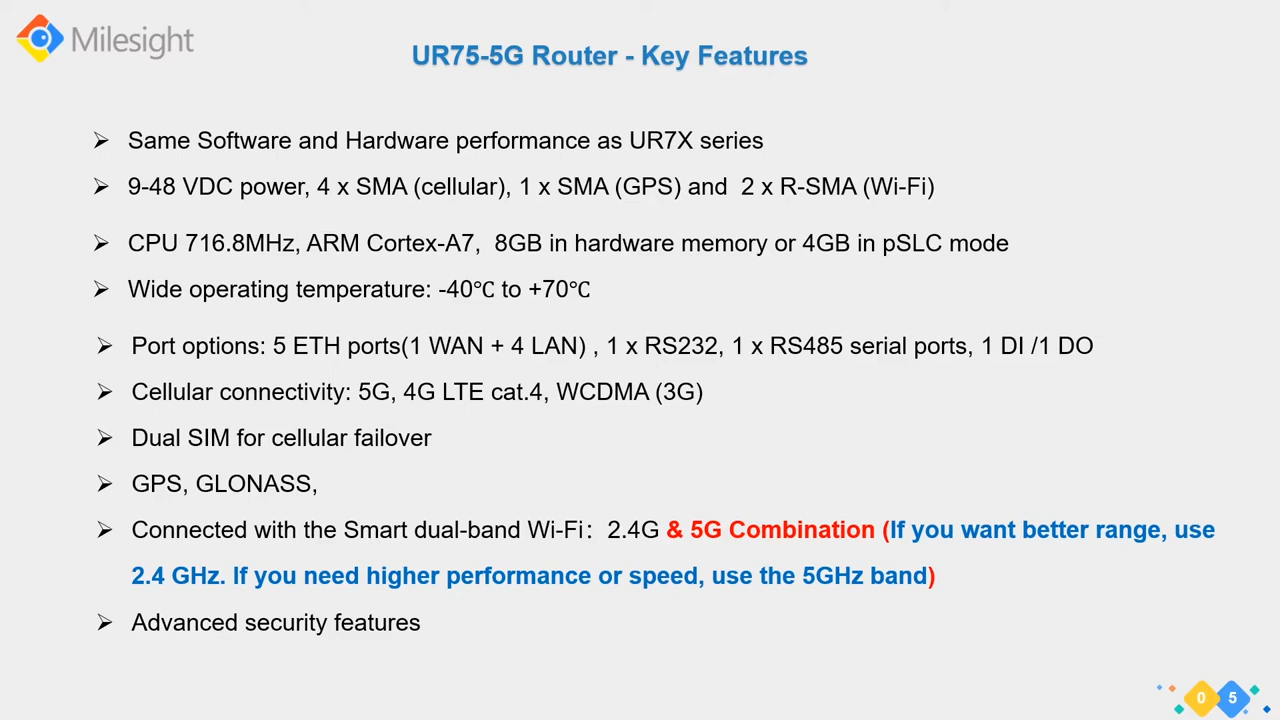 Milesight
UR75-5G Router - Key Features
➢ Same Software and Hardware performance as UR7X series
➢ 9-48 VDC power, 4 x SMA (cellular), 1 x SMA (GPS) and 2 x R-SMA (Wi-Fi)
➢ CPU 716.8MHz, ARM Cortex-A7, 8GB in hardware memory or 4GB in pSLC mode
➢ Wide operating temperature: -40℃ to +70℃
➢ Port options: 5 ETH ports(1 WAN + 4 LAN) , 1 x RS232, 1 x RS485 serial ports, 1 DI /1 DO
➢ Cellular connectivity: 5G, 4G LTE cat.4, WCDMA (3G)
➢ Dual SIM for cellular failover
➢ GPS, GLONASS,
➢ Connected with the Smart dual-band Wi-Fi：2.4G & 5G Combination (If you want better range, use
2.4 GHz. If you need higher performance or speed, use the 5GHz band)
➢ Advanced security features
0 5